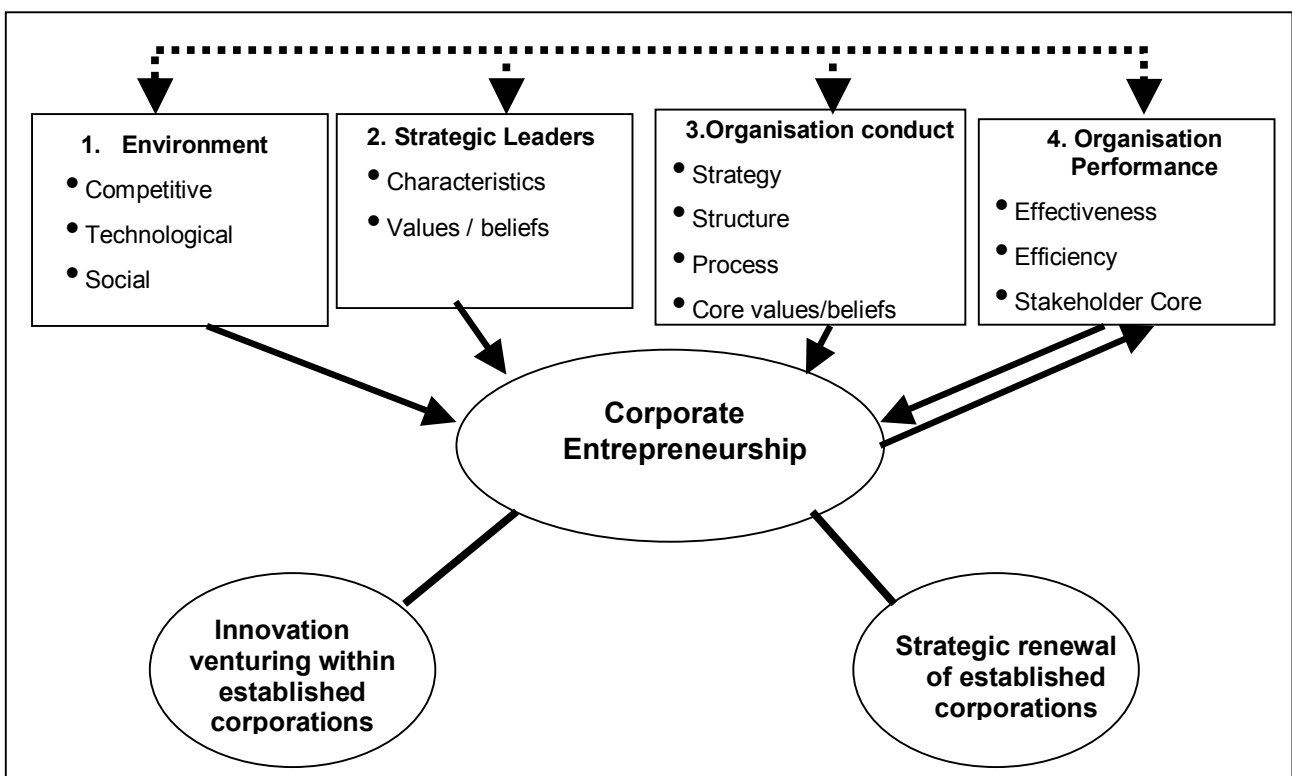 1. Environment
• Competitive
• Technological
• Social
2. Strategic Leaders
• Characteristics
• Values / beliefs
3.Organisation conduct
• Strategy
• Structure
• Process
• Core values/beliefs
4. Organisation
Performance
• Effectiveness
• Efficiency
• Stakeholder Core
Corporate
Entrepreneurship
Innovation
venturing within
established
corporations
Strategic renewal
of established
corporations